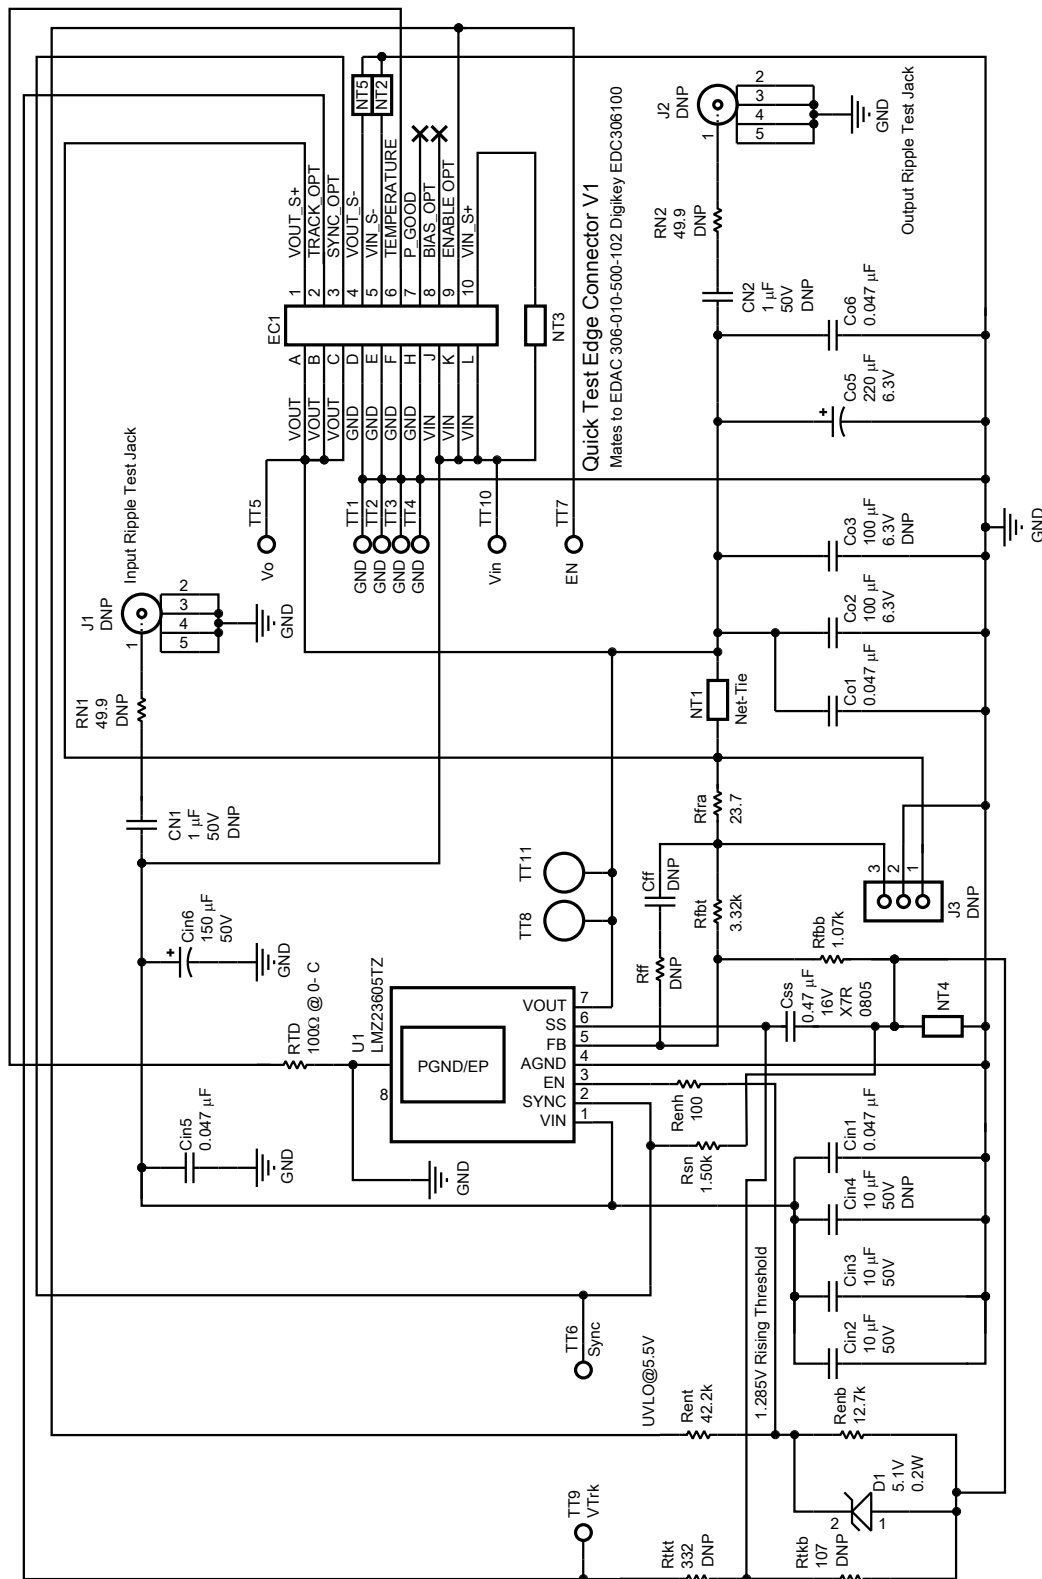 J1
DNP
Input Ripple Test Jack
1
2
3
4
5
GND
RN1
49.9
DNP
CN1
1 µF
50V
DNP
Cin6
150 µF
50V
+
GND
Cin5
0.047 µF
GND
RTD
100Ω @ 0- C
U1
LMZ23605TZ
PGND/EP
8
VOUT
7
SS
6
FB
5
AGND
4
EN
3
SYNC
2
VIN
1
GND
EC1
VOUT
A
1
VOUT_S+
VOUT
B
2
TRACK_OPT
VOUT
C
3
SYNC_OPT
GND
D
4
VOUT_S-
GND
E
5
VIN_S-
GND
F
6
TEMPERATURE
GND
H
7
P_GOOD
VIN
J
8
BIAS_OPT
VIN
K
9
ENABLE OPT
VIN
L
10
VIN_S+
NT5
NT2
NT3
Quick Test Edge Connector V1
Mates to EDAC 306-010-500-102 Digikey EDC306100
Vo
TT5
GND
TT1
GND
TT2
GND
TT3
GND
TT4
Vin
TT10
EN
TT7
J2
DNP
1
2
3
4
5
GND
Output Ripple Test Jack
RN2
49.9
DNP
CN2
1 µF
50V
DNP
Co6
0.047 µF
Co5
220 µF
6.3V
+
Co3
100 µF
6.3V
DNP
Co2
100 µF
6.3V
Co1
0.047 µF
GND
NT1
Net-Tie
Rfra
23.7
TT11
TT8
Cff
DNP
Rff
DNP
Rfbt
3.32k
3
2
1
J3
DNP
Rfbb
1.07k
Css
0.47 µF
16V
X7R
0805
NT4
Renh
100
Rsn
1.50k
Cin1
0.047 µF
Cin4
10 µF
50V
DNP
Cin3
10 µF
50V
Cin2
10 µF
50V
TT6
Sync
UVLO@5.5V
Rent
42.2k
1.285V Rising Threshold
Renb
12.7k
D1
5.1V
0.2W
2
1
TT9
VTrk
Rtkt
332
DNP
Rtkb
107
DNP